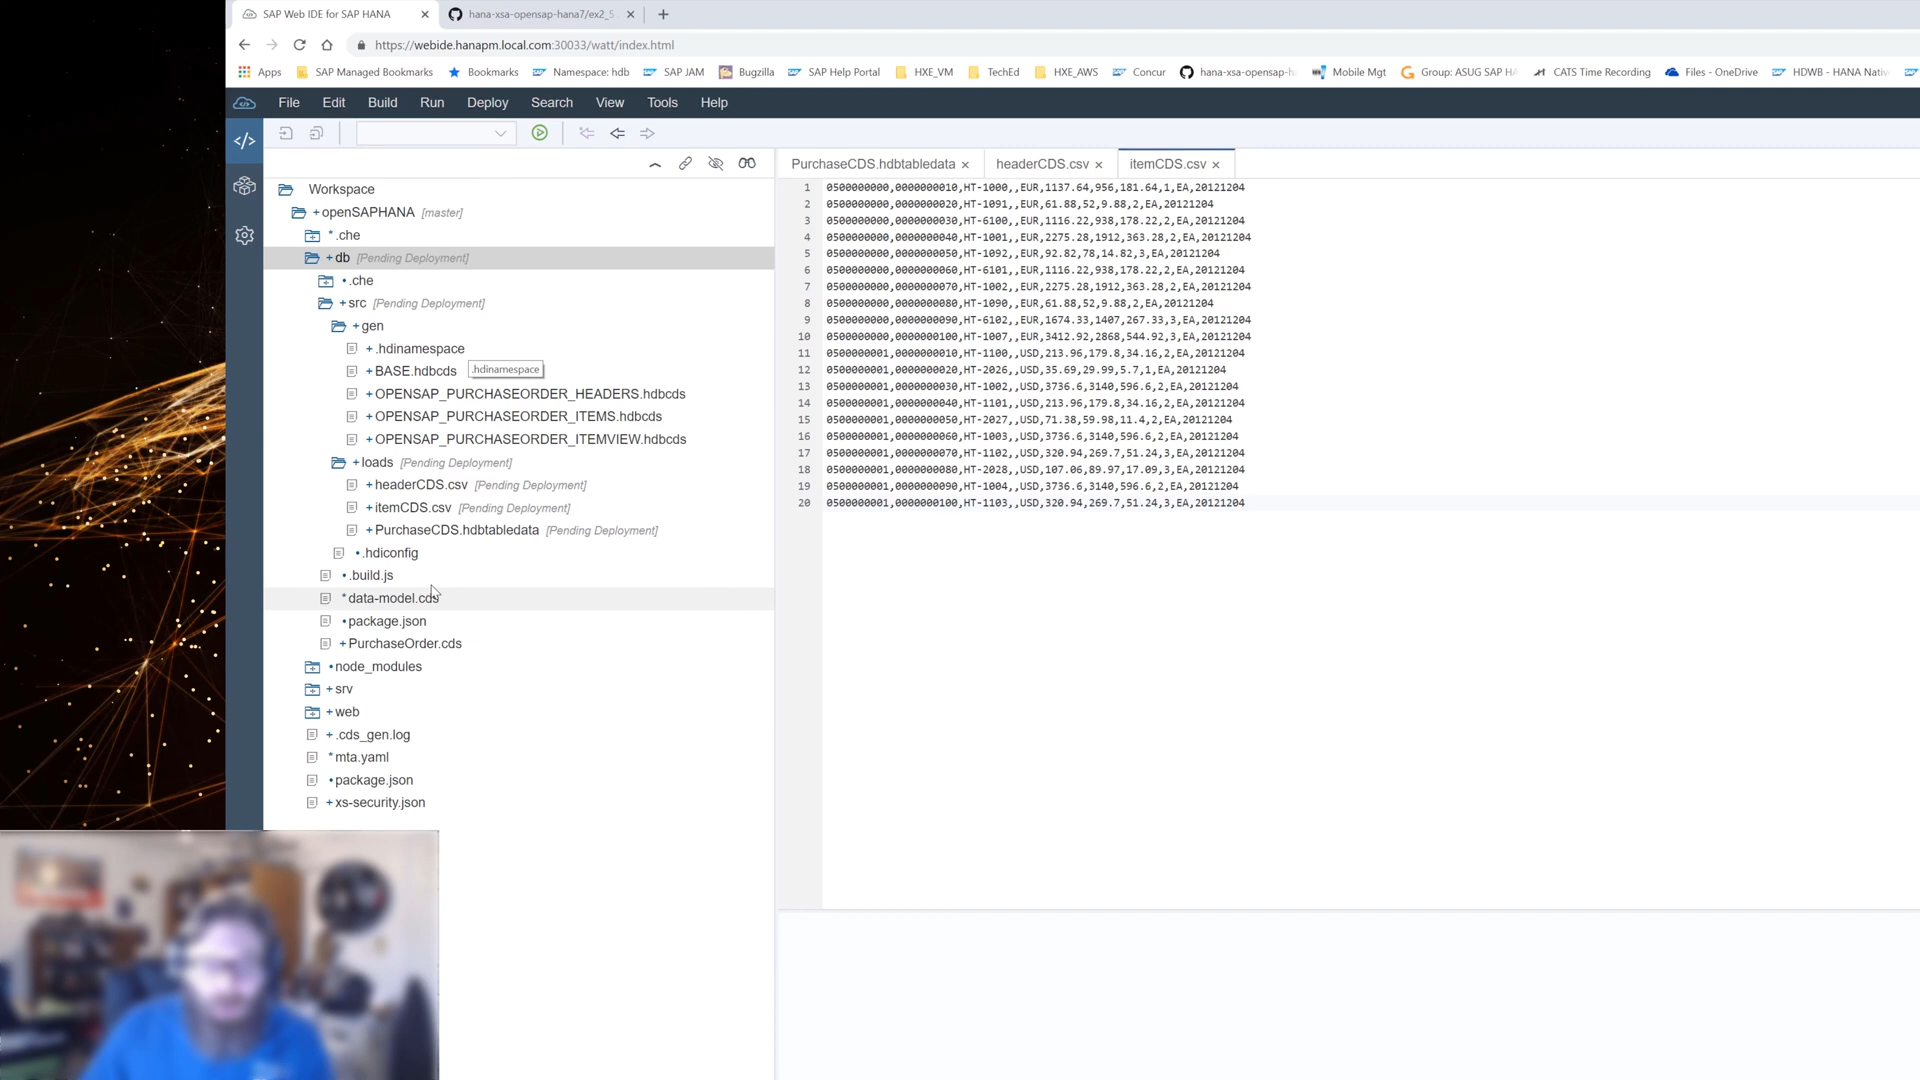 SAP Web IDE for SAP HANA
hana-xsa-opensap-hana7/ex2_5
https://webide.hanapm.local.com:30033/watt/index.html
Apps
SAP Managed Bookmarks
Bookmarks
Namespace: hdb
SAP JAM
Bugzilla
SAP Help Portal
HXE_VM
TechEd
HXE_AWS
Concur
hana-xsa-opensap-h
Mobile Mgt
Group: ASUG SAP H
CATS Time Recording
Files - OneDrive
HDWB - HANA Nativ
File Edit Build Run Deploy Search View Tools Help
PurchaseCDS.hdbtabledata ×
headerCDS.csv ×
itemCDS.csv ×
Workspace
+openSAPHANA [master]
*.che
+db [Pending Deployment]
•.che
+src [Pending Deployment]
+gen
+.hdinamespace
+BASE.hdbcds
.hdinamespace
+OPENSAP_PURCHASEORDER_HEADERS.hdbcds
+OPENSAP_PURCHASEORDER_ITEMS.hdbcds
+OPENSAP_PURCHASEORDER_ITEMVIEW.hdbcds
+loads [Pending Deployment]
+headerCDS.csv [Pending Deployment]
+itemCDS.csv [Pending Deployment]
+PurchaseCDS.hdbtabledata [Pending Deployment]
•.hdiconfig
•.build.js
*data-model.cds
•package.json
+PurchaseOrder.cds
•node_modules
+srv
+web
+.cds_gen.log
*mta.yaml
•package.json
+xs-security.json
1 0500000000,0000000010,HT-1000,,EUR,1137.64,956,181.64,1,EA,20121204
2 0500000000,0000000020,HT-1091,,EUR,61.88,52,9.88,2,EA,20121204
3 0500000000,0000000030,HT-6100,,EUR,1116.22,938,178.22,2,EA,20121204
4 0500000000,0000000040,HT-1001,,EUR,2275.28,1912,363.28,2,EA,20121204
5 0500000000,0000000050,HT-1092,,EUR,92.82,78,14.82,3,EA,20121204
6 0500000000,0000000060,HT-6101,,EUR,1116.22,938,178.22,2,EA,20121204
7 0500000000,0000000070,HT-1002,,EUR,2275.28,1912,363.28,2,EA,20121204
8 0500000000,0000000080,HT-1090,,EUR,61.88,52,9.88,2,EA,20121204
9 0500000000,0000000090,HT-6102,,EUR,1674.33,1407,267.33,3,EA,20121204
10 0500000000,0000000100,HT-1007,,EUR,3412.92,2868,544.92,3,EA,20121204
11 0500000001,0000000010,HT-1100,,USD,213.96,179.8,34.16,2,EA,20121204
12 0500000001,0000000020,HT-2026,,USD,35.69,29.99,5.7,1,EA,20121204
13 0500000001,0000000030,HT-1002,,USD,3736.6,3140,596.6,2,EA,20121204
14 0500000001,0000000040,HT-1101,,USD,213.96,179.8,34.16,2,EA,20121204
15 0500000001,0000000050,HT-2027,,USD,71.38,59.98,11.4,2,EA,20121204
16 0500000001,0000000060,HT-1003,,USD,3736.6,3140,596.6,2,EA,20121204
17 0500000001,0000000070,HT-1102,,USD,320.94,269.7,51.24,3,EA,20121204
18 0500000001,0000000080,HT-2028,,USD,107.06,89.97,17.09,3,EA,20121204
19 0500000001,0000000090,HT-1004,,USD,3736.6,3140,596.6,2,EA,20121204
20 0500000001,0000000100,HT-1103,,USD,320.94,269.7,51.24,3,EA,20121204